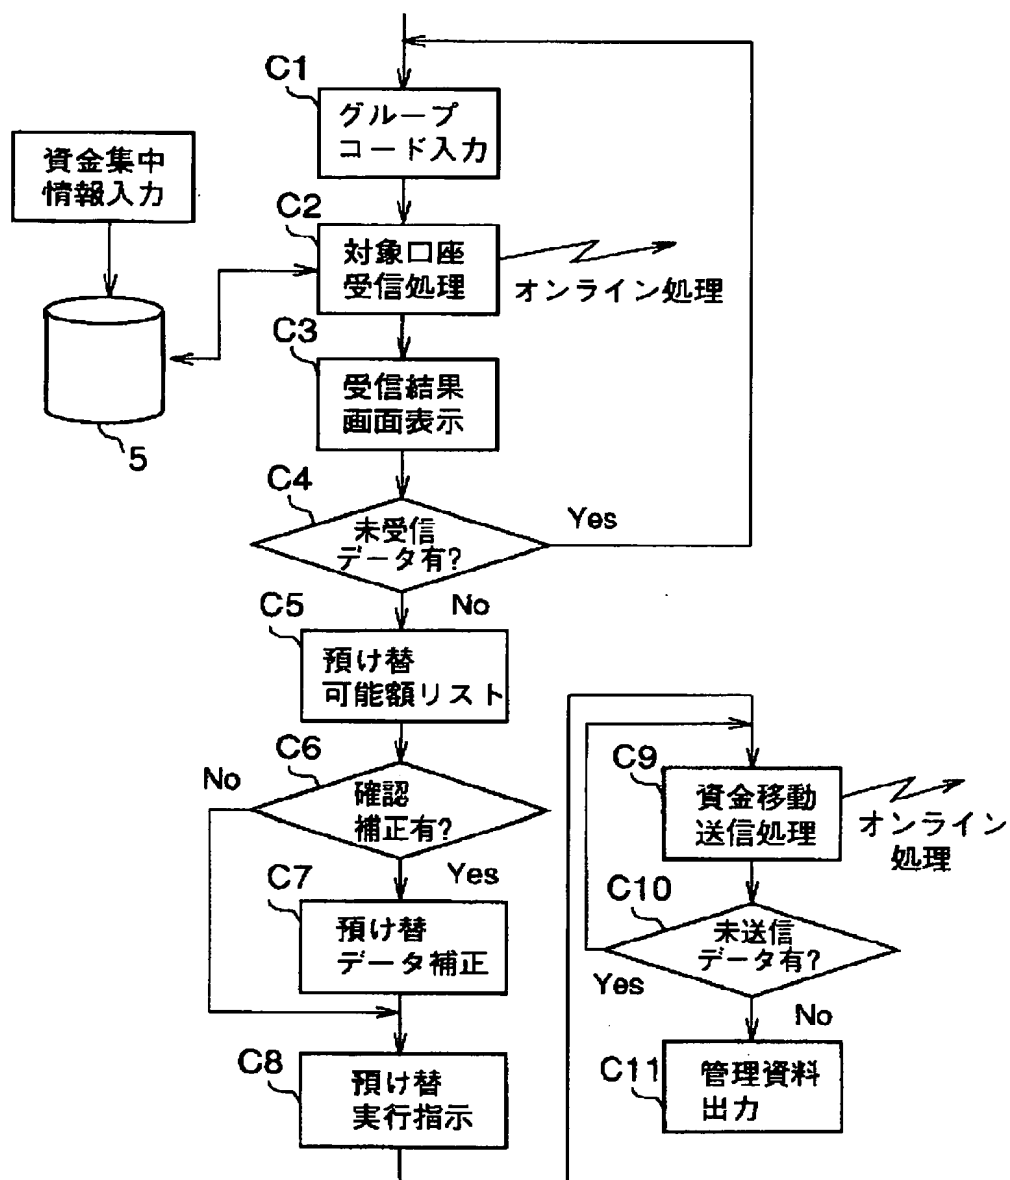 C1
グループ
コード入力
資金集中
情報入力
C2
対象口座
受信処理
オンライン処理
C3
受信結果
画面表示
5
C4
未受信
データ有?
Yes
No
C5
預け替
可能額リスト
C6
No
確認
補正有?
Yes
C7
預け替
データ補正
C8
預け替
実行指示
C9
資金移動
送信処理
オンライン
処理
C10
未送信
データ有?
Yes
No
C11
管理資料
出力